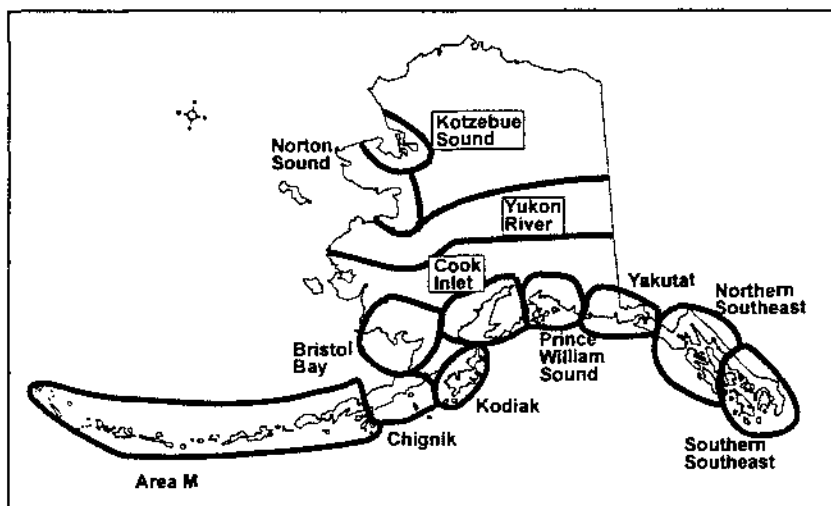 Kotzebue
Sound
Norton
Sound
Yukon
River
Cook
Inlet
Yakutat
Northern
Southeast
Bristol
Bay
Prince
William
Sound
Kodiak
Chignik
Southern
Southeast
Area M